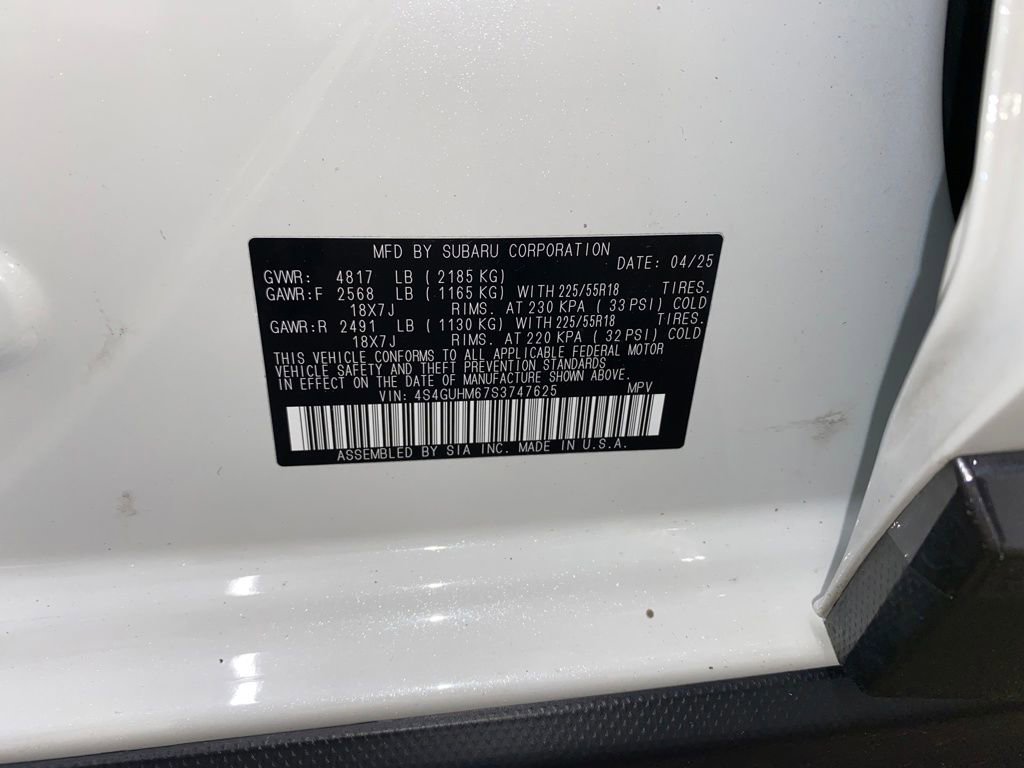 MFD BY SUBARU CORPORATION
DATE: 04/25
GVWR: 4817 LB ( 2185 KG)
GAWR:F 2568 LB ( 1165 KG) WITH 225/55R18 TIRES.
18X7J RIMS. AT 230 KPA ( 33 PSI) COLD
GAWR:R 2491 LB ( 1130 KG) WITH 225/55R18 TIRES.
18X7J RIMS. AT 220 KPA ( 32 PSI) COLD
THIS VEHICLE CONFORMS TO ALL APPLICABLE FEDERAL MOTOR
VEHICLE SAFETY AND THEFT PREVENTION STANDARDS
IN EFFECT ON THE DATE OF MANUFACTURE SHOWN ABOVE.
VIN: 4S4GUHM67S3747625 MPV
ASSEMBLED BY SIA INC. MADE IN U.S.A.